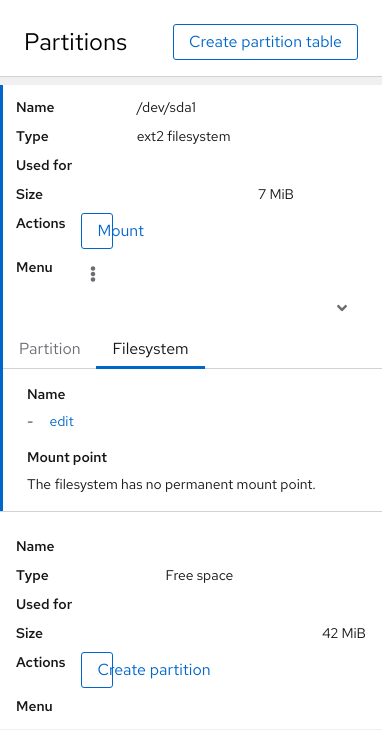 Partitions Create partition table
Name /dev/sda1
Type ext2 filesystem
Used for
Size 7 MiB
Actions Mount
Menu
Partition Filesystem
Name
- edit
Mount point
The filesystem has no permanent mount point.
Name
Type Free space
Used for
Size 42 MiB
Actions Create partition
Menu